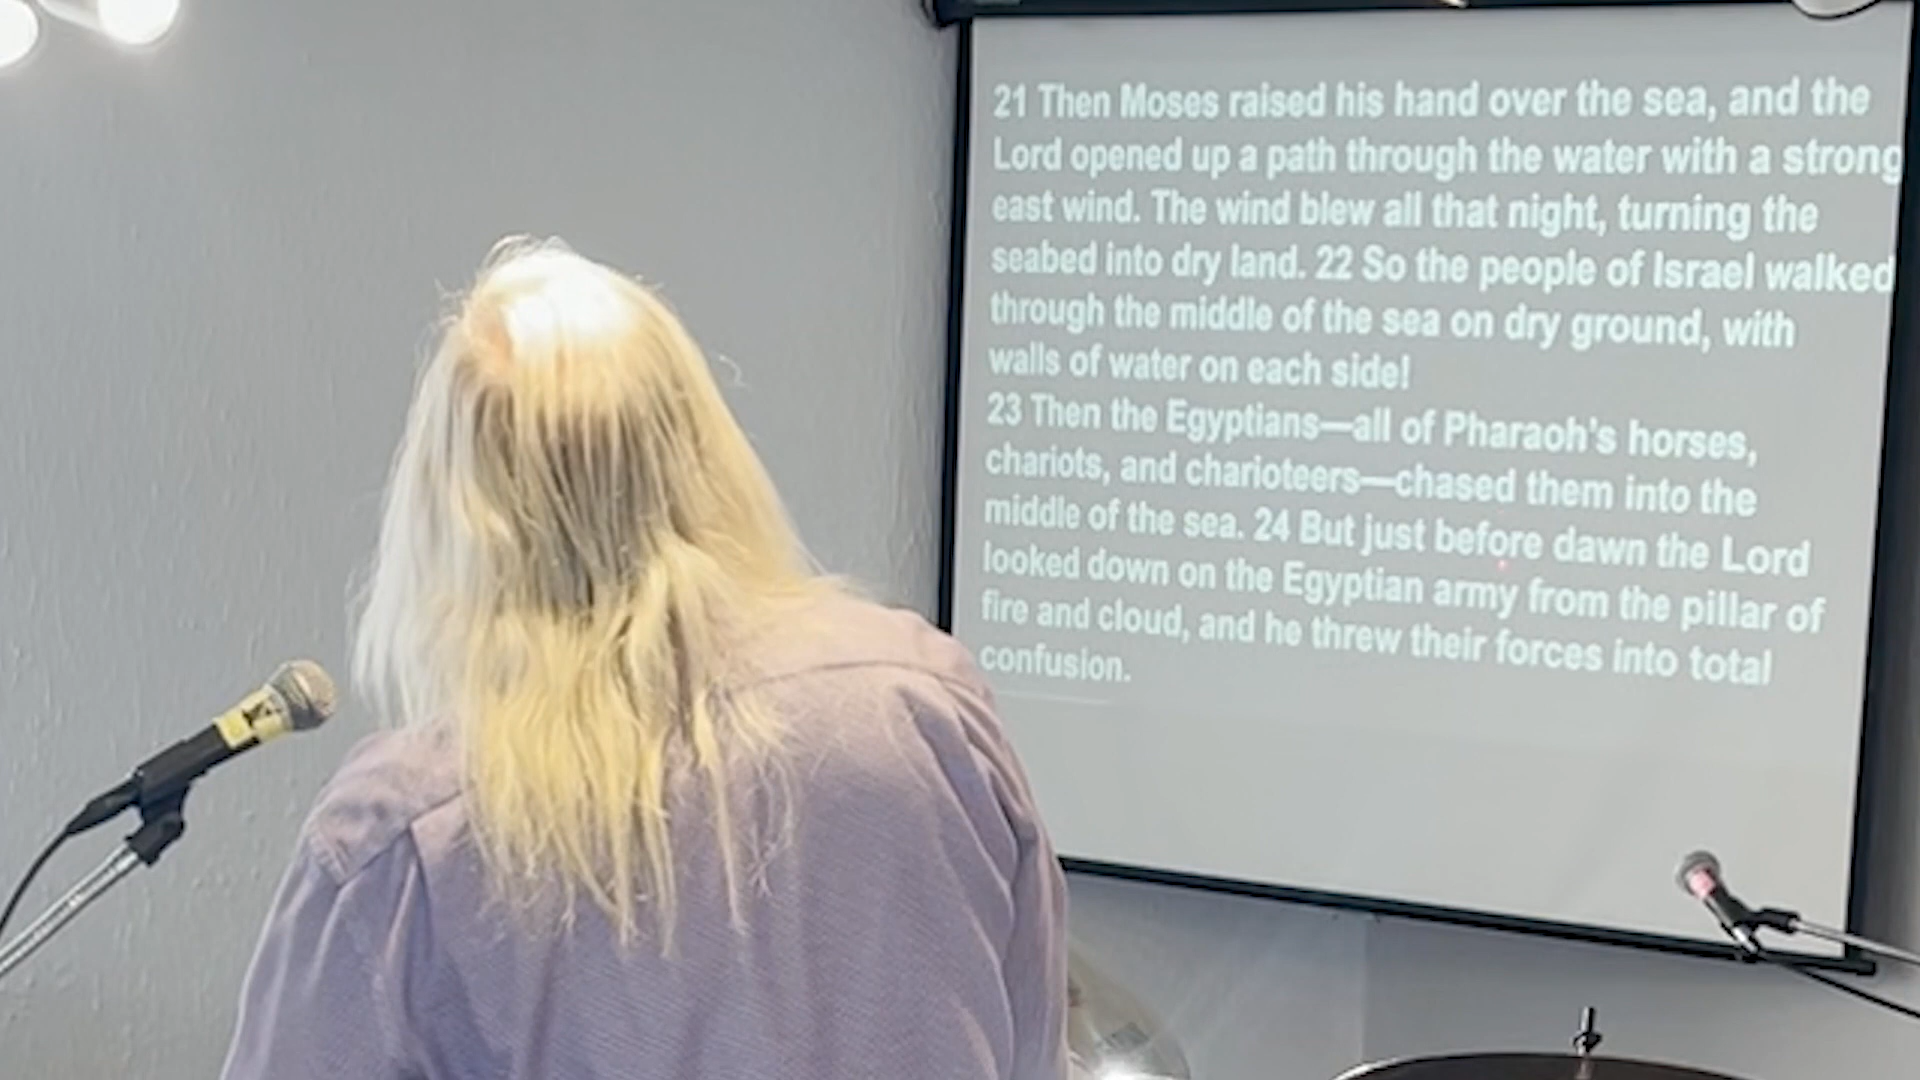 21 Then Moses raised his hand over the sea, and the
Lord opened up a path through the water with a strong
east wind. The wind blew all that night, turning the
seabed into dry land. 22 So the people of Israel walked
through the middle of the sea on dry ground, with
walls of water on each side!
23 Then the Egyptians—all of Pharaoh's horses,
chariots, and charioteers—chased them into the
middle of the sea. 24 But just before dawn the Lord
looked down on the Egyptian army from the pillar of
fire and cloud, and he threw their forces into total
confusion.